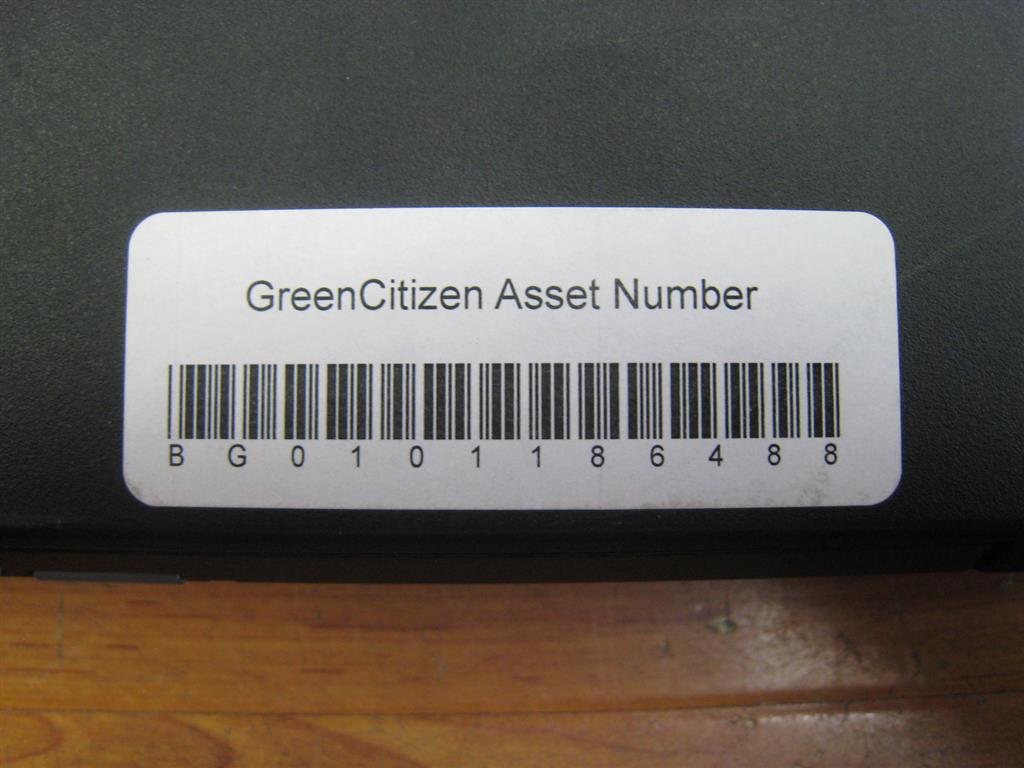 GreenCitizen Asset Number
B G 0 1 0 1 1 8 6 4 8 8